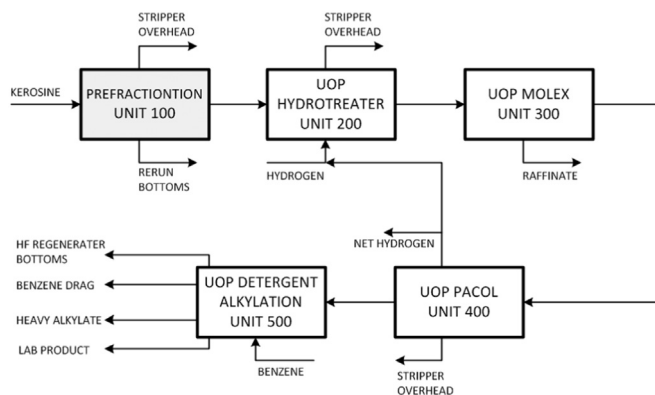 STRIPPER
OVERHEAD
STRIPPER
OVERHEAD
KEROSINE
PREFRACTIONTION
UNIT 100
UOP
HYDROTREATER
UNIT 200
UOP MOLEX
UNIT 300
RERUN
BOTTOMS
HYDROGEN
RAFFINATE
NET HYDROGEN
HF REGENERATER
BOTTOMS
BENZENE DRAG
HEAVY ALKYLATE
LAB PRODUCT
UOP DETERGENT
ALKYLATION
UNIT 500
UOP PACOL
UNIT 400
BENZENE
STRIPPER
OVERHEAD